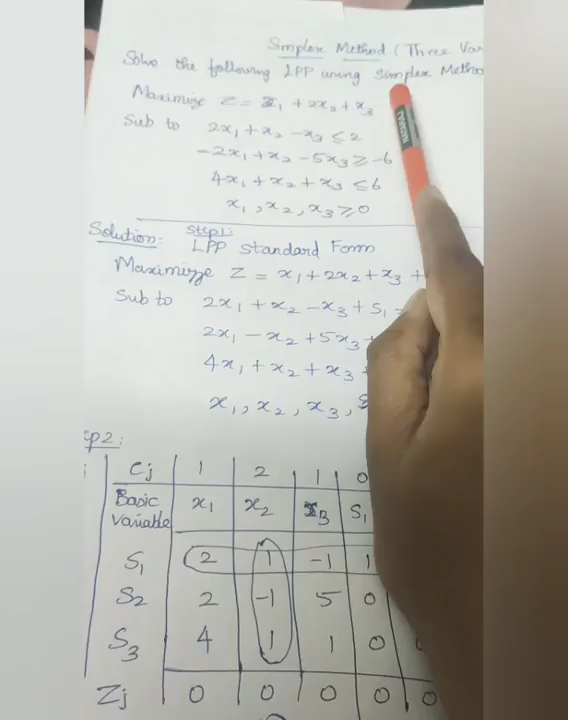 Simplex Method (Three Var
Solve the following LPP using Simplex Metho
Maximize Z = x₁ + 2x₂ + x₃
Sub to 2x₁ + x₂ - x₃ ≤ 2
-2x₁ + x₂ - 5x₃ ≥ -6
4x₁ + x₂ + x₃ ≤ 6
x₁, x₂, x₃ ≥ 0
Solution: Step1:
LPP Standard Form
Maximize Z = x₁ + 2x₂ + x₃ +
Sub to 2x₁ + x₂ - x₃ + S₁ =
2x₁ - x₂ + 5x₃ +
4x₁ + x₂ + x₃ +
x₁, x₂, x₃,
ep2:
Cj 1 2 1 0
Basic Variable x₁ x₂ x₃ S₁
S₁ 2 1 -1 1
S₂ 2 -1 5 0
S₃ 4 1 1 0
Zj 0 0 0 0 0